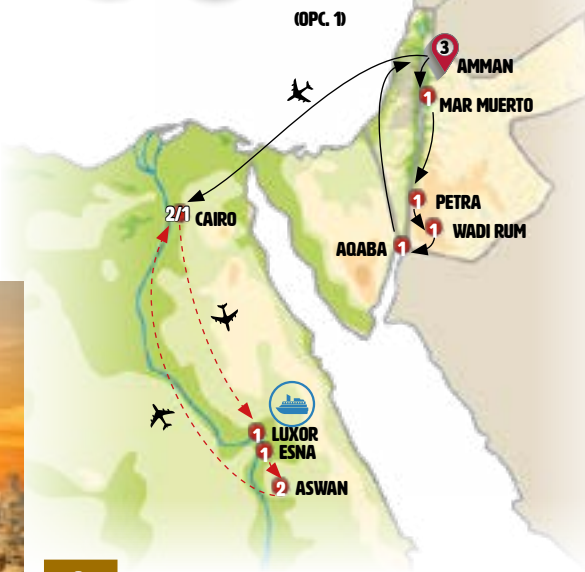 (OPC. 1)
3
AMMAN
1 MAR MUERTO
1 PETRA
1 WADI RUM
AQABA 1
2/1 CAIRO
1 LUXOR
1 ESNA
2 ASWAN